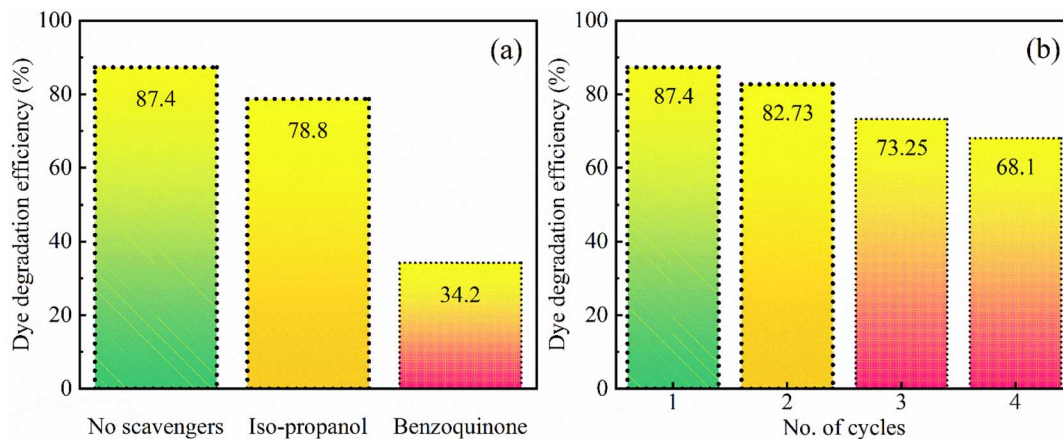 Dye degradation efficiency (%)
100
80
60
40
20
0
(a)
87.4
78.8
34.2
No scavengers
Iso-propanol
Benzoquinone
Dye degradation efficiency (%)
100
80
60
40
20
0
(b)
87.4
82.73
73.25
68.1
1
2
3
4
No. of cycles